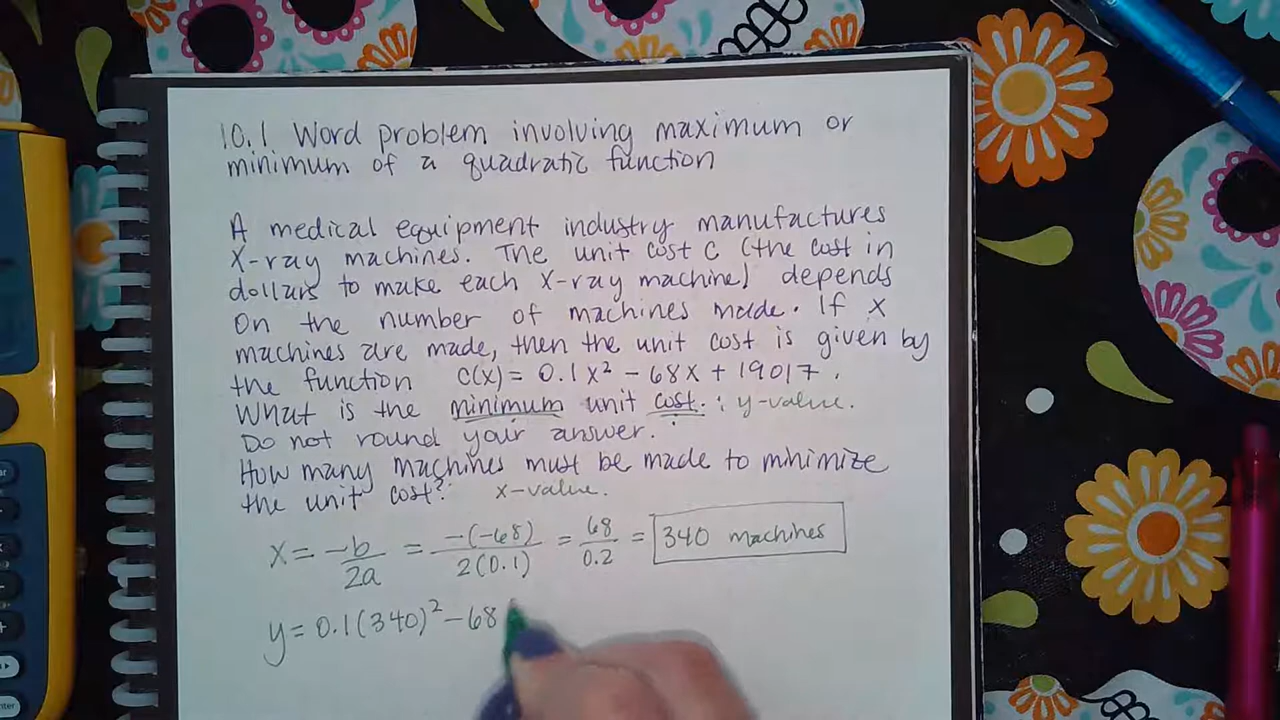 10.1 Word problem involving maximum or
minimum of a quadratic function
A medical equipment industry manufactures
X-ray machines. The unit cost C (the cost in
dollars to make each X-ray machine) depends
on the number of machines made. If x
machines are made, then the unit cost is given by
the function C(x) = 0.1x² - 68x + 19017.
What is the minimum unit cost. : y-value.
Do not round your answer.
How many machines must be made to minimize
the unit cost? x-value.
x = -b/2a = -(-68)/2(0.1) = 68/0.2 = 340 machines
y = 0.1(340)² - 68